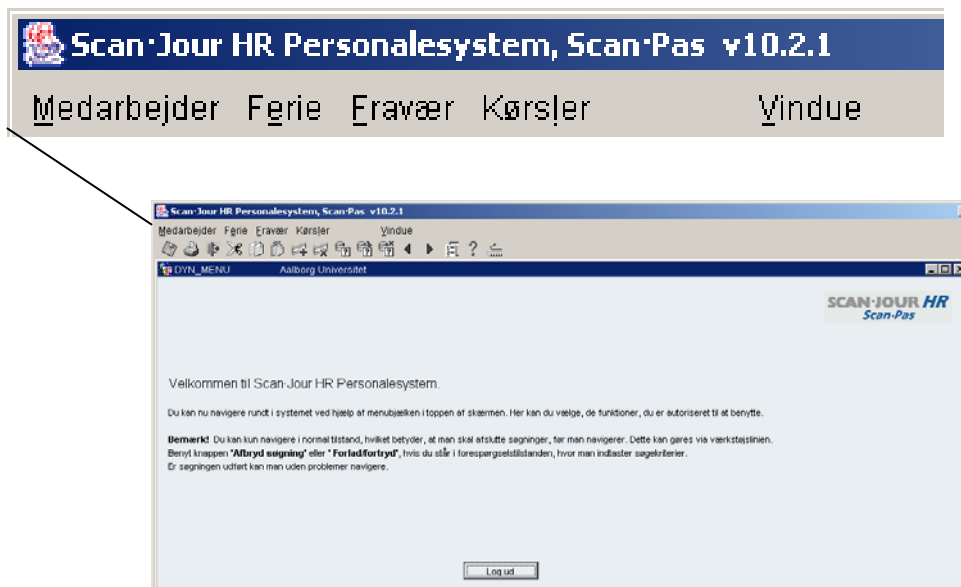 Scan·Jour HR Personalesystem, Scan·Pas v10.2.1
Medarbejder Ferie Fravær Kørsler Vindue
Scan·Jour HR Personalesystem, Scan·Pas v10.2.1
Medarbejder Ferie Fravær Kørsler Vindue
DYN_MENU Aalborg Universitet
SCAN·JOUR HR
Scan·Pas
Velkommen til Scan·Jour HR Personalesystem.
Du kan nu navigere rundt i systemet ved hjælp af menubjælken i toppen af skærmen. Her kan du vælge, de funktioner, du er autoriseret til at benytte.
Bemærk! Du kan kun navigere i normal tilstand, hvilket betyder, at man skal afslutte søgninger, før man navigerer. Dette kan gøres via værkstøjslinien.
Benyt knappen 'Afbryd søgning' eller ' Forlad/fortryd', hvis du står i forespørgselstilstanden, hvor man indtaster søgekriterier.
Er søgningen udført kan man uden problemer navigere.
Log ud